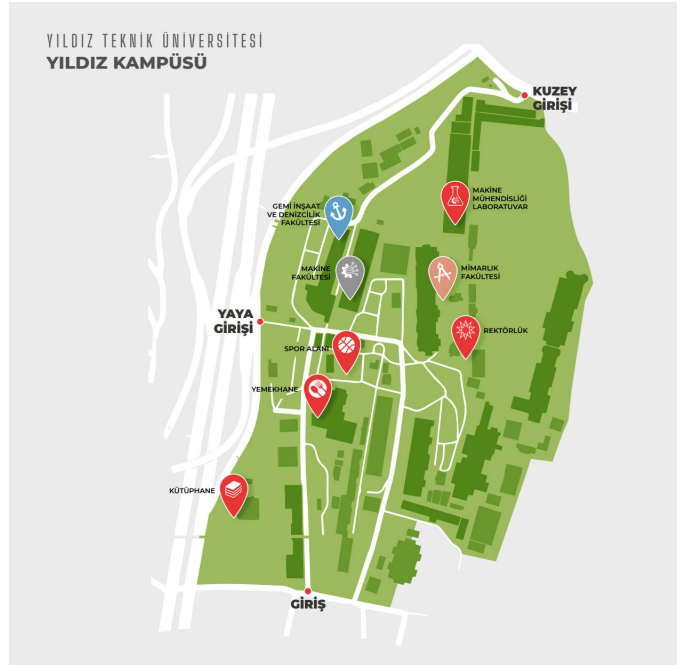 YILDIZ TEKNİK ÜNİVERSİTESİ
YILDIZ KAMPÜSÜ
KUZEY
GİRİŞİ
MAKİNE
MÜHENDİSLİĞİ
LABORATUVAR
GEMİ İNŞAAT
VE DENİZCİLİK
FAKÜLTESİ
MAKİNE
FAKÜLTESİ
MİMARLIK
FAKÜLTESİ
YAYA
GİRİŞİ
REKTÖRLÜK
SPOR ALANI
YEMEKHANE
KÜTÜPHANE
GİRİŞ